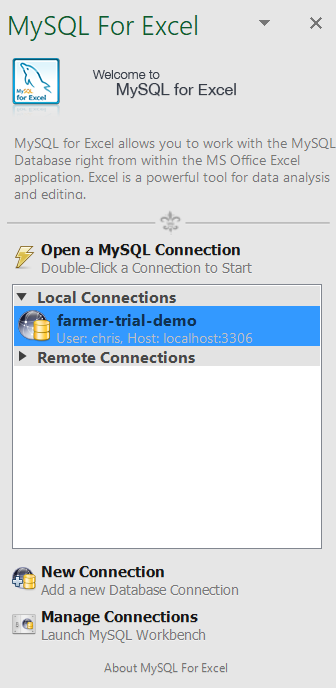 MySQL For Excel
MySQL
for Excel
Welcome to
MySQL for Excel
MySQL for Excel allows you to work with the MySQL
Database right from within the MS Office Excel
application. Excel is a powerful tool for data analysis
and editing.
Open a MySQL Connection
Double-Click a Connection to Start
Local Connections
farmer-trial-demo
User: chris, Host: localhost:3306
Remote Connections
New Connection
Add a new Database Connection
Manage Connections
Launch MySQL Workbench
About MySQL For Excel